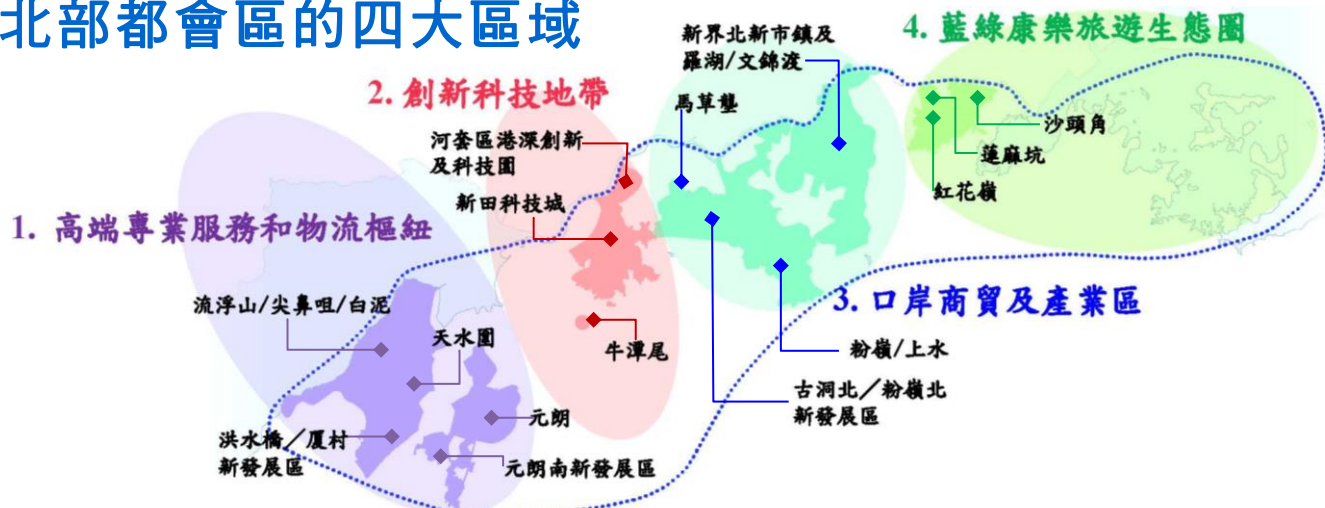 北部都會區的四大區域
1. 高端專業服務和物流樞紐
流浮山/尖鼻咀/白泥
天水圍
洪水橋／厦村
新發展區
元朗
元朗南新發展區
2. 創新科技地帶
河套區港深創新
及科技園
新田科技城
牛潭尾
新界北新市鎮及
羅湖/文錦渡
馬草壟
3. 口岸商貿及產業區
粉嶺/上水
古洞北／粉嶺北
新發展區
4. 藍綠康樂旅遊生態圈
沙頭角
蓮麻坑
紅花嶺